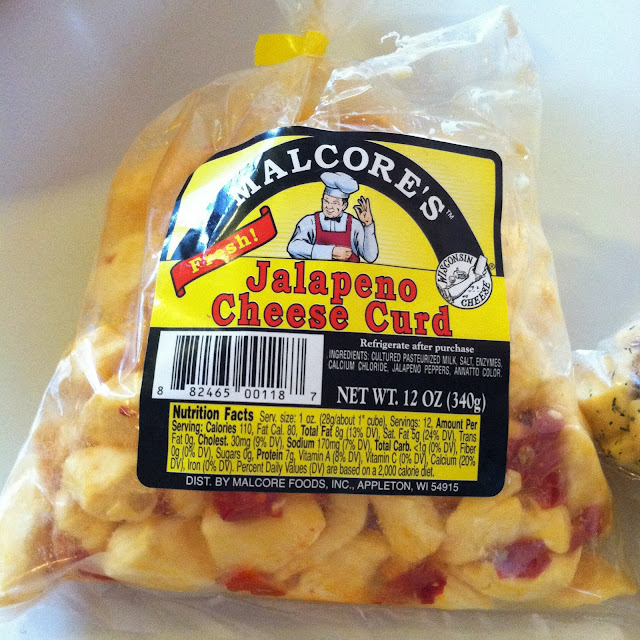 MALCORE'S™
Fresh!
WISCONSIN CHEESE ®
Jalapeno
Cheese Curd
Refrigerate after purchase
INGREDIENTS: CULTURED PASTEURIZED MILK, SALT, ENZYMES,
CALCIUM CHLORIDE, JALAPENO PEPPERS, ANNATTO COLOR.
8 82465 00118 7
NET WT. 12 OZ (340g)
Nutrition Facts Serv. size: 1 oz. (28g/about 1" cube), Servings: 12, Amount Per
Serving: Calories 110, Fat Cal. 80, Total Fat 8g (13% DV), Sat. Fat 5g (24% DV), Trans
Fat 0g, Cholest. 30mg (9% DV), Sodium 170mg (7% DV), Total Carb. <1g (0% DV), Fiber
0g (0% DV), Sugars 0g, Protein 7g, Vitamin A (8% DV), Vitamin C (0% DV), Calcium (20%
DV), Iron (0% DV). Percent Daily Values (DV) are based on a 2,000 calorie diet.
DIST. BY MALCORE FOODS, INC., APPLETON, WI 54915